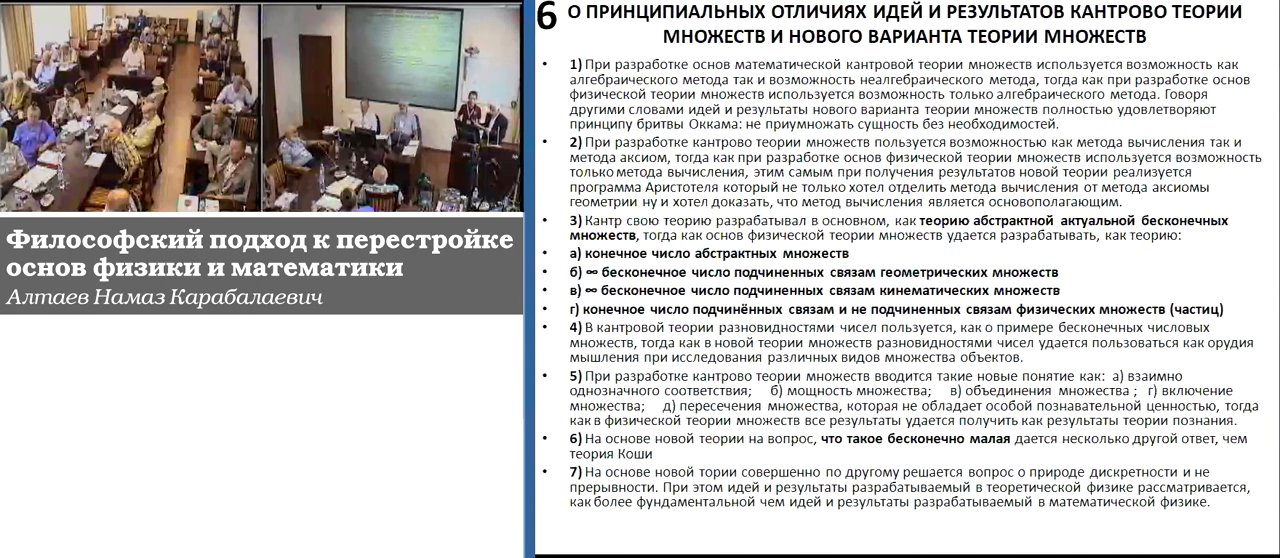 Философский подход к перестройке
основ физики и математики
Алтаев Намаз Карабалаевич
6 О ПРИНЦИПИАЛЬНЫХ ОТЛИЧИЯХ ИДЕЙ И РЕЗУЛЬТАТОВ КАНТРОВО ТЕОРИИ
МНОЖЕСТВ И НОВОГО ВАРИАНТА ТЕОРИИ МНОЖЕСТВ
• 1) При разработке основ математической кантровой теории множеств используется возможность как
алгебраического метода так и возможность неалгебраического метода, тогда как при разработке основ
физической теории множеств используется возможность только алгебраического метода. Говоря
другими словами идей и результаты нового варианта теории множеств полностью удовлетворяют
принципу бритвы Оккама: не приумножать сущность без необходимостей.
• 2) При разработке кантрово теории множеств пользуется возможностью как метода вычисления так и
метода аксиом, тогда как при разработке основ физической теории множеств используется возможность
только метода вычисления, этим самым при получения результатов новой теории реализуется
программа Аристотеля который не только хотел отделить метода вычисления от метода аксиомы
геометрии ну и хотел доказать, что метод вычисления является основополагающим.
• 3) Кантр свою теорию разрабатывал в основном, как теорию абстрактной актуальной бесконечных
множеств, тогда как основ физической теории множеств удается разрабатывать, как теорию:
• а) конечное число абстрактных множеств
• б) ∞ бесконечное число подчиненных связам геометрических множеств
• в) ∞ бесконечное число подчиненных связам кинематических множеств
• г) конечное число подчинённых связам и не подчиненных связам физических множеств (частиц)
• 4) В кантровой теории разновидностями чисел пользуется, как о примере бесконечных числовых
множеств, тогда как в новой теории множеств разновидностями чисел удается пользоваться как орудия
мышления при исследования различных видов множества объектов.
• 5) При разработке кантрово теории множеств вводится такие новые понятие как: а) взаимно
однозначного соответствия; б) мощность множества; в) объединения множества ; г) включение
множества; д) пересечения множества, которая не обладает особой познавательной ценностью, тогда
как в физической теории множеств все результаты удается получить как результаты теории познания.
• 6) На основе новой теории на вопрос, что такое бесконечно малая дается несколько другой ответ, чем
теория Коши
• 7) На основе новой тории совершенно по другому решается вопрос о природе дискретности и не
прерывности. При этом идей и результаты разрабатываемый в теоретической физике рассматривается,
как более фундаментальной чем идей и результаты разрабатываемый в математической физике.